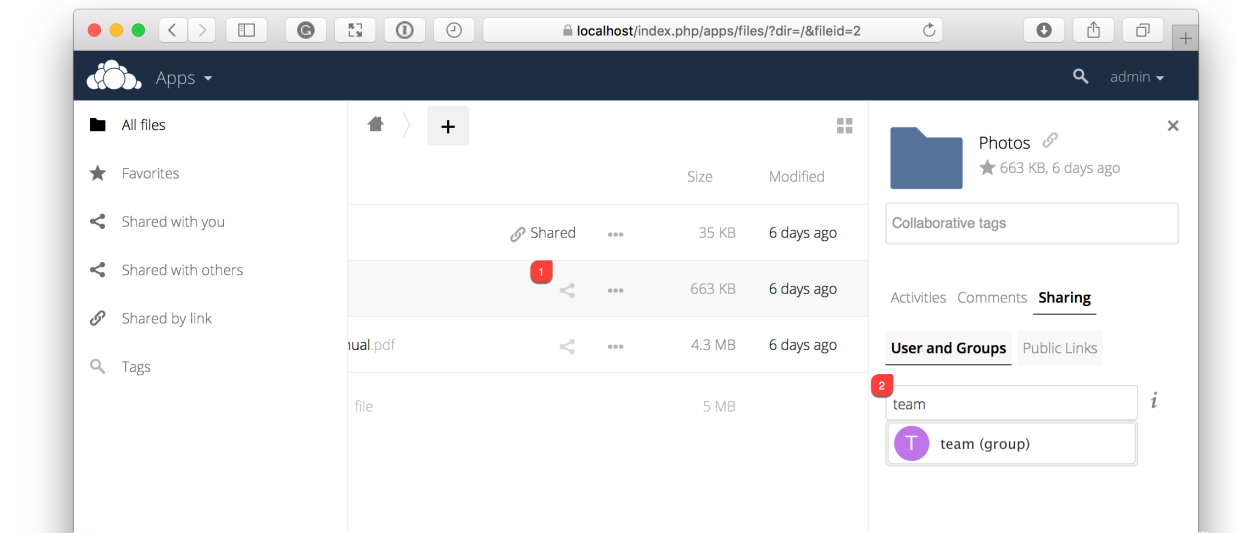 localhost/index.php/apps/files/?dir=/&fileid=2
Apps
admin
All files
Favorites
Shared with you
Shared with others
Shared by link
Tags
Size Modified
Shared 35 KB 6 days ago
1
663 KB 6 days ago
.pdf 4.3 MB 6 days ago
file 5 MB
Photos
663 KB, 6 days ago
Collaborative tags
Activities Comments Sharing
User and Groups Public Links
2
team
i
T team (group)